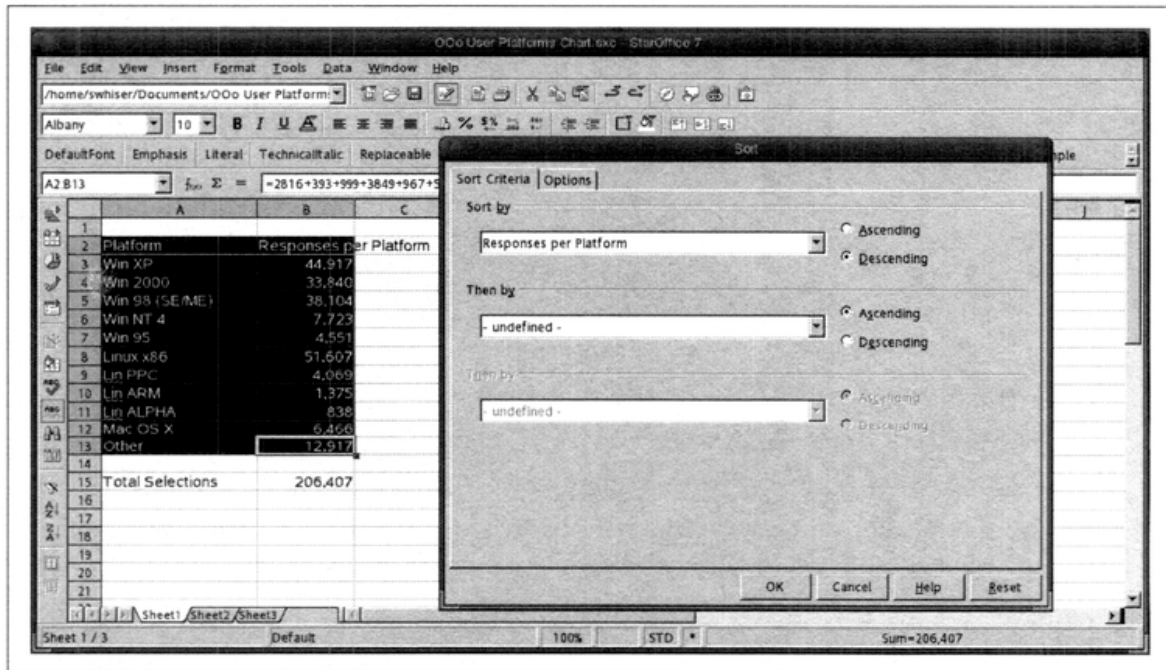 OOo User Platforms Chart.sxc - StarOffice 7
File Edit View Insert Format Tools Data Window Help
/home/swhiser/Documents/OOo User Platform:
Albany 10 B I U A
DefaultFont Emphasis Literal TechnicalItalic Replaceable
A2:B13 Σ = =2816+393+999+3849+967+5
A B C J
1
2 Platform Responses per Platform
3 Win XP 44,917
4 Win 2000 33,840
5 Win 98 (SE/ME) 38,104
6 Win NT 4 7,723
7 Win 95 4,551
8 Linux x86 51,607
9 Lin PPC 4,069
10 Lin ARM 1,375
11 Lin ALPHA 838
12 Mac OS X 6,466
13 Other 12,917
14
15 Total Selections 206,407
16
17
18
19
20
21
Sheet1 Sheet2 Sheet3
Sheet 1 / 3 Default 100% STD * Sum=206,407
Sort
Sort Criteria Options
Sort by
Responses per Platform
Ascending
Descending
Then by
- undefined -
Ascending
Descending
Then by
- undefined -
Ascending
Descending
OK Cancel Help Reset